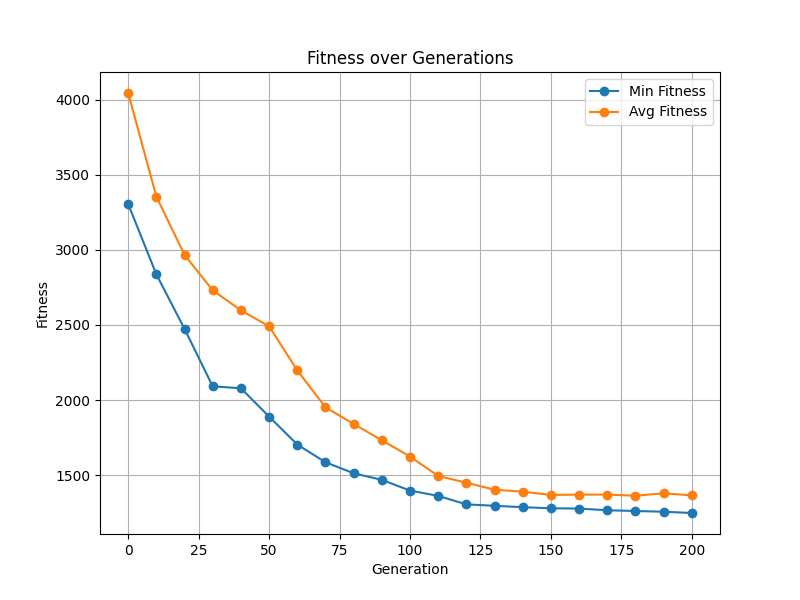 Fitness over Generations
Min Fitness
Avg Fitness
4000
3500
3000
2500
2000
1500
Fitness
0 25 50 75 100 125 150 175 200
Generation